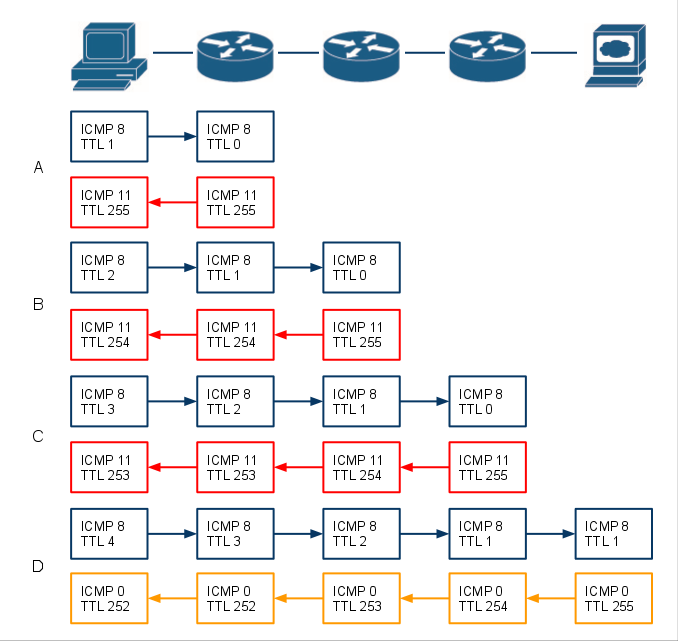 ICMP 8
TTL 1
ICMP 8
TTL 0
A
ICMP 11
TTL 255
ICMP 11
TTL 255
ICMP 8
TTL 2
ICMP 8
TTL 1
ICMP 8
TTL 0
B
ICMP 11
TTL 254
ICMP 11
TTL 254
ICMP 11
TTL 255
ICMP 8
TTL 3
ICMP 8
TTL 2
ICMP 8
TTL 1
ICMP 8
TTL 0
C
ICMP 11
TTL 253
ICMP 11
TTL 253
ICMP 11
TTL 254
ICMP 11
TTL 255
ICMP 8
TTL 4
ICMP 8
TTL 3
ICMP 8
TTL 2
ICMP 8
TTL 1
ICMP 8
TTL 1
D
ICMP 0
TTL 252
ICMP 0
TTL 252
ICMP 0
TTL 253
ICMP 0
TTL 254
ICMP 0
TTL 255